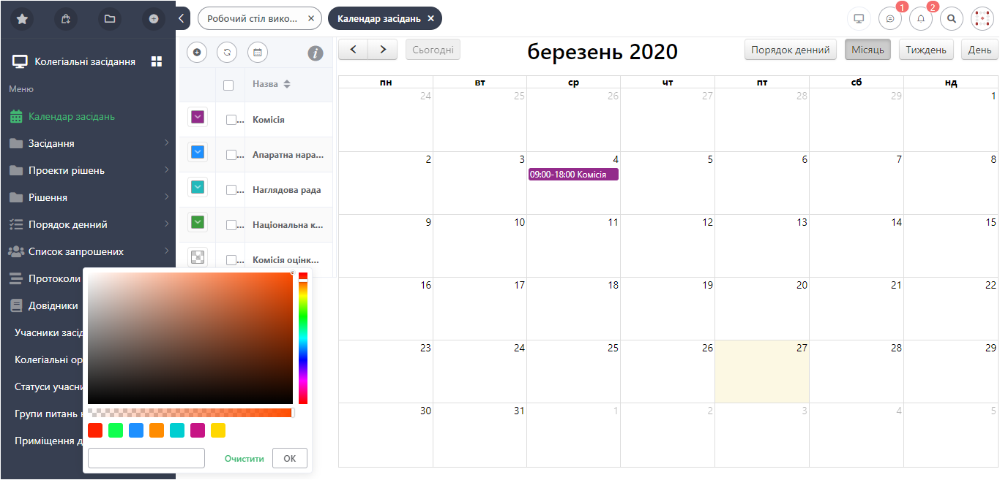 Робочий стіл вико... ×
Календар засідань ×
1
2
Колегіальні засідання
Меню
Календар засідань
Засідання
Проекти рішень
Рішення
Порядок денний
Список запрошених
Протоколи
Довідники
Учасники засід
Колегіальні ор
Статуси учасни
Групи питань
Приміщення д
i
Назва
... Комісія
... Апаратна нара...
... Наглядова рада
... Національна к...
... Комісія оцінк...
Очистити
OK
Сьогодні
березень 2020
Порядок денний
Місяць
Тиждень
День
пн вт ср чт пт сб нд
24 25 26 27 28 29 1
2 3 4 5 6 7 8
09:00-18:00 Комісія
9 10 11 12 13 14 15
16 17 18 19 20 21 22
23 24 25 26 27 28 29
30 31 1 2 3 4 5